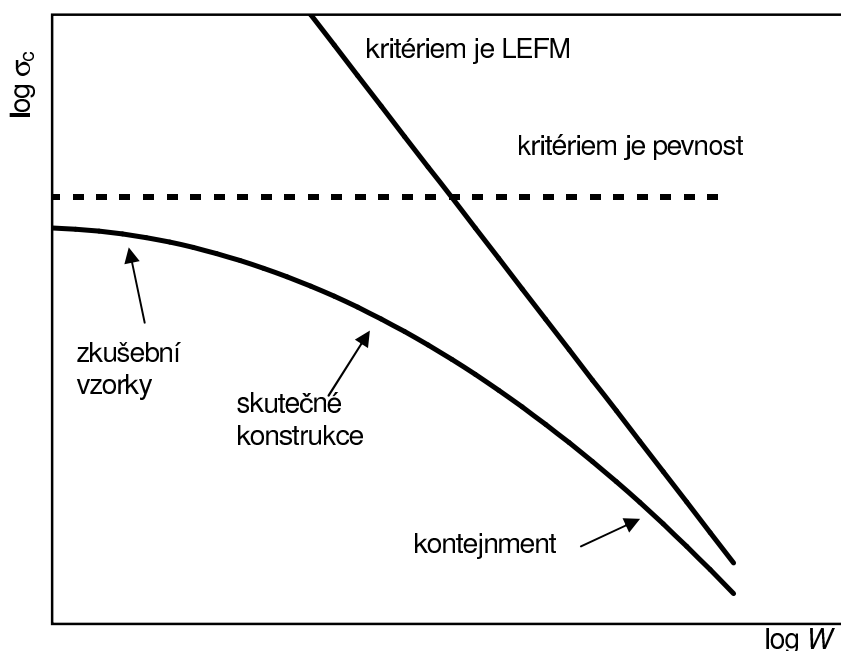 log σc
kritériem je LEFM
kritériem je pevnost
zkušební
vzorky
skutečné
konstrukce
kontejnment
log W